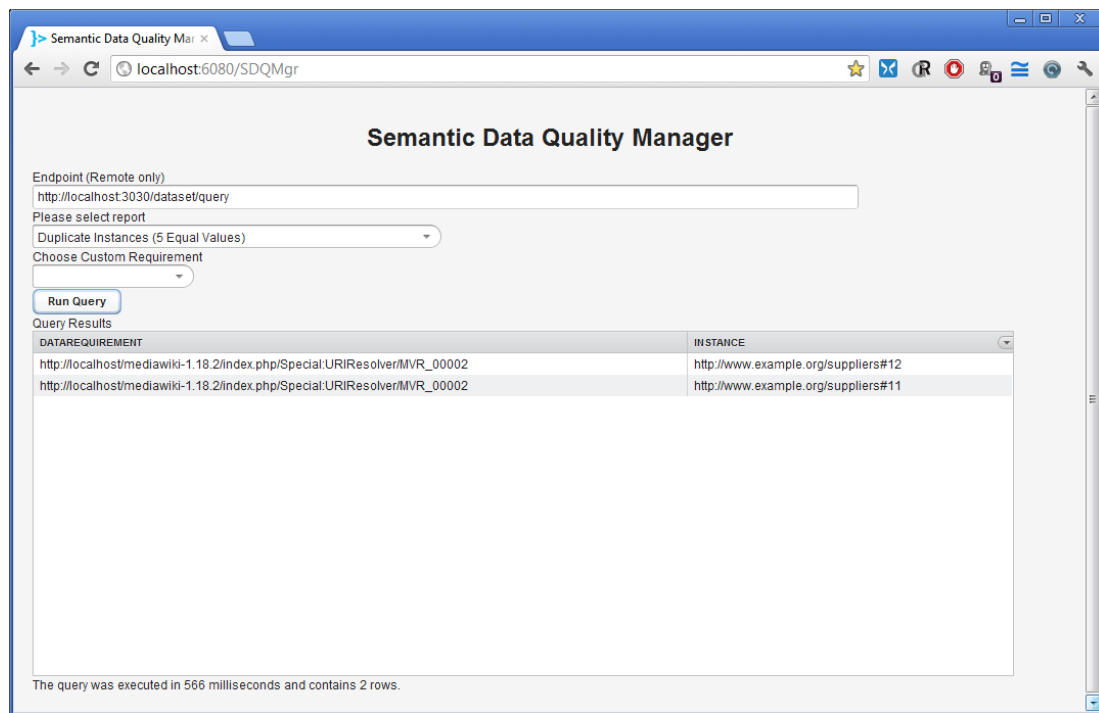 Semantic Data Quality Mar
localhost:6080/SDQMgr
0
Semantic Data Quality Manager
Endpoint (Remote only)
http://localhost:3030/dataset/query
Please select report
Duplicate Instances (5 Equal Values)
Choose Custom Requirement
Run Query
Query Results
DATAREQUIREMENT INSTANCE
http://localhost/mediawiki-1.18.2/index.php/Special:URIResolver/MVR_00002 http://www.example.org/suppliers#12
http://localhost/mediawiki-1.18.2/index.php/Special:URIResolver/MVR_00002 http://www.example.org/suppliers#11
The query was executed in 566 milliseconds and contains 2 rows.